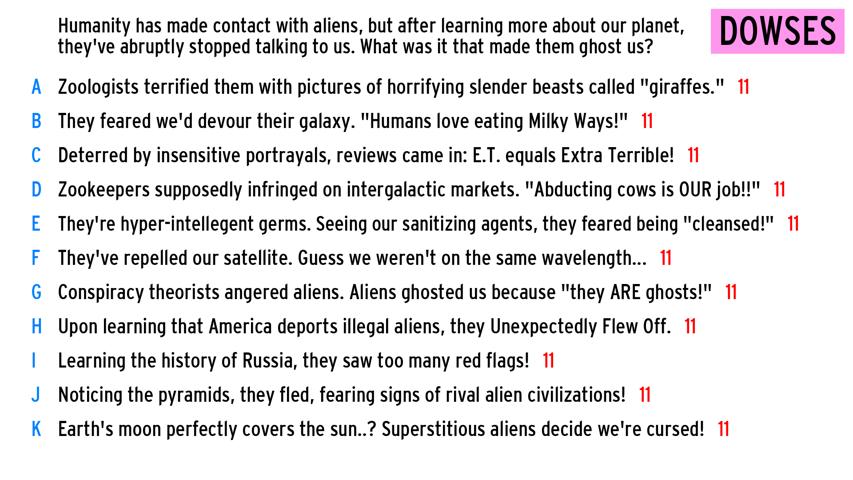 Humanity has made contact with aliens, but after learning more about our planet,
they've abruptly stopped talking to us. What was it that made them ghost us?
DOWSES
A Zoologists terrified them with pictures of horrifying slender beasts called "giraffes." 11
B They feared we'd devour their galaxy. "Humans love eating Milky Ways!" 11
C Deterred by insensitive portrayals, reviews came in: E.T. equals Extra Terrible! 11
D Zookeepers supposedly infringed on intergalactic markets. "Abducting cows is OUR job!!" 11
E They're hyper-intellegent germs. Seeing our sanitizing agents, they feared being "cleansed!" 11
F They've repelled our satellite. Guess we weren't on the same wavelength... 11
G Conspiracy theorists angered aliens. Aliens ghosted us because "they ARE ghosts!" 11
H Upon learning that America deports illegal aliens, they Unexpectedly Flew Off. 11
I Learning the history of Russia, they saw too many red flags! 11
J Noticing the pyramids, they fled, fearing signs of rival alien civilizations! 11
K Earth's moon perfectly covers the sun..? Superstitious aliens decide we're cursed! 11